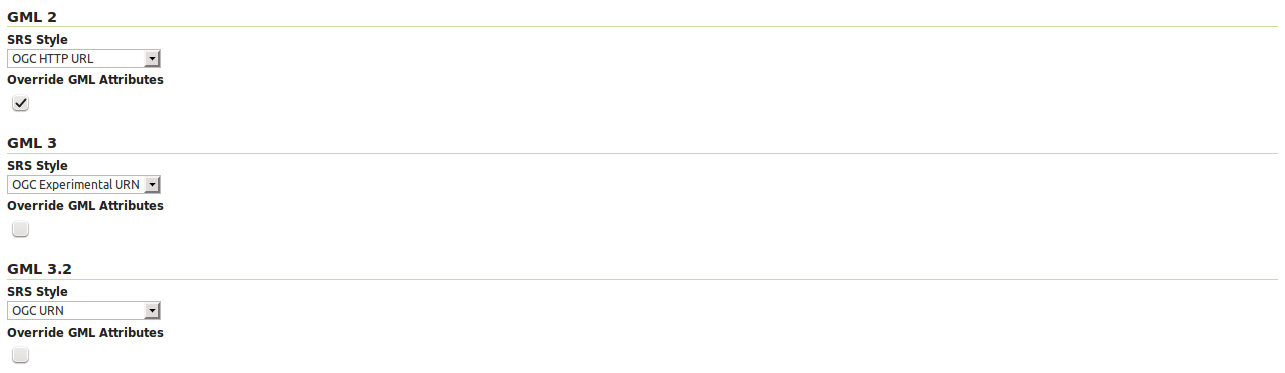 GML 2
SRS Style
OGC HTTP URL
Override GML Attributes
GML 3
SRS Style
OGC Experimental URN
Override GML Attributes
GML 3.2
SRS Style
OGC URN
Override GML Attributes